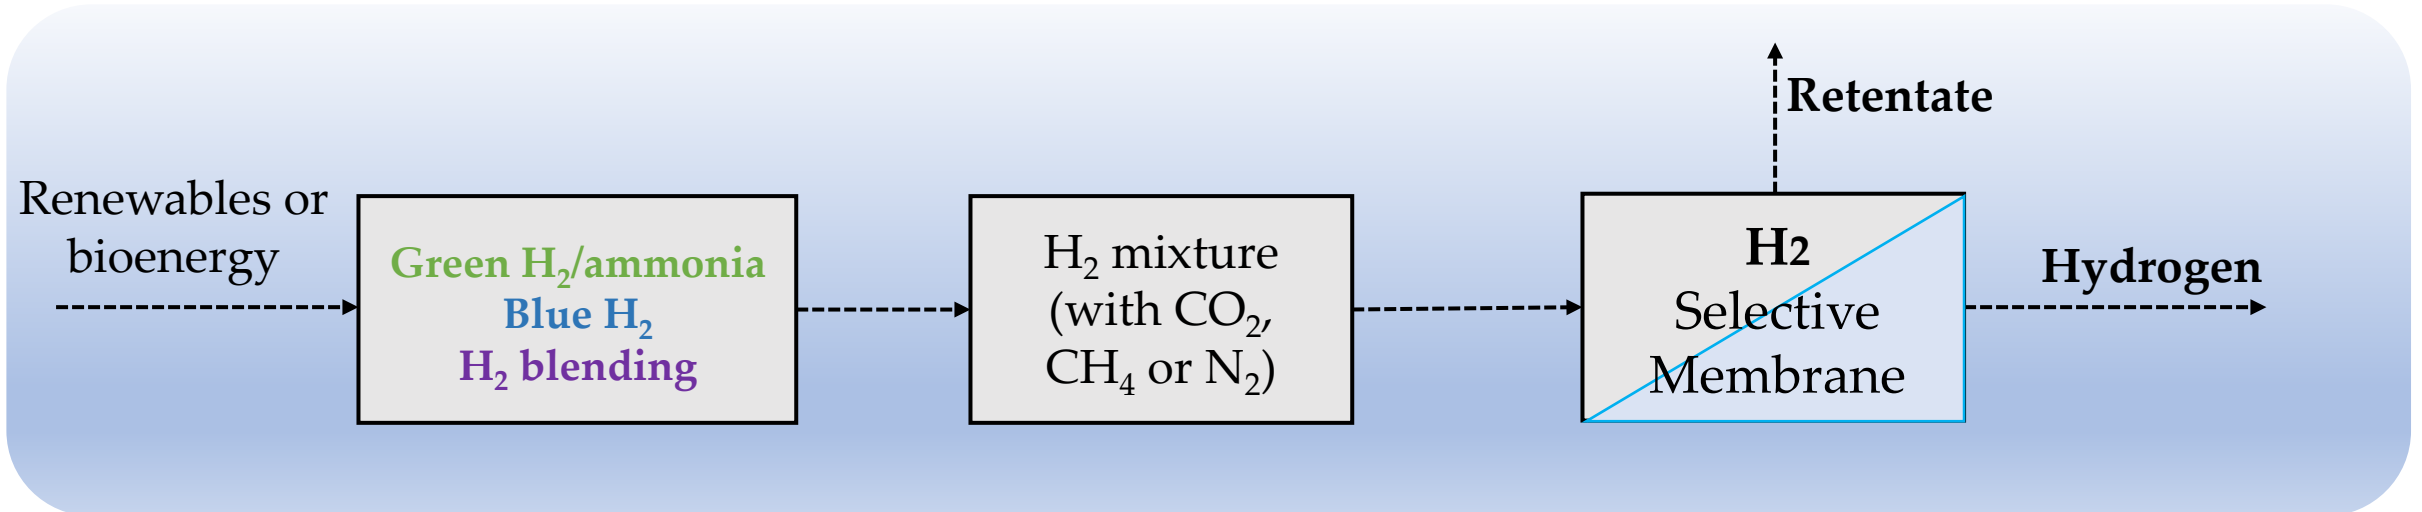 Renewables or
bioenergy
Green H₂/ammonia
Blue H₂
H₂ blending
H₂ mixture
(with CO₂,
CH₄ or N₂)
H2
Selective
Membrane
Retentate
Hydrogen